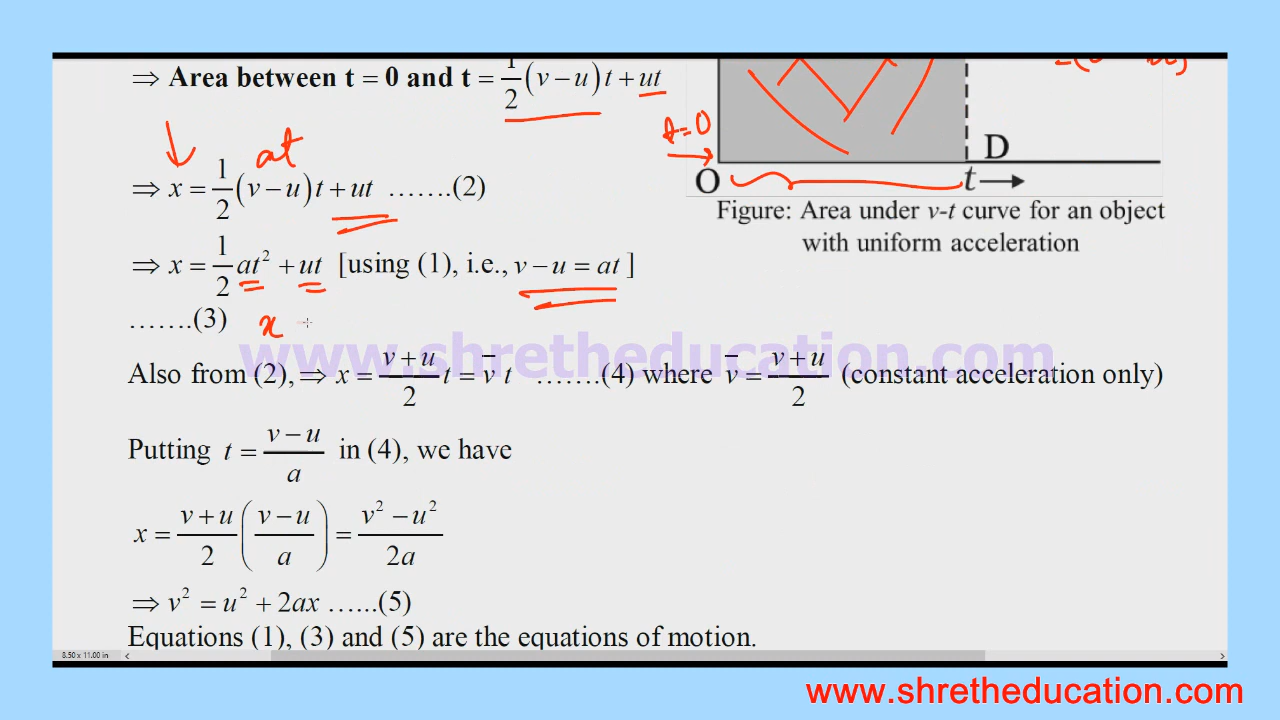 ⇒ Area between t = 0 and t = 1/2 (v − u) t + ut
at
⇒ x = 1/2 (v − u) t + ut …….(2)
⇒ x = 1/2 at² + ut [using (1), i.e., v − u = at ]
…….(3) x
www.shretheducation.com
Also from (2), ⇒ x = (v + u)/2 t = v̅ t …….(4) where v̅ = (v + u)/2 (constant acceleration only)
Putting t = (v − u)/a in (4), we have
x = (v + u)/2 ((v − u)/a) = (v² − u²)/2a
⇒ v² = u² + 2ax ……(5)
Equations (1), (3) and (5) are the equations of motion.
t=0
D
O t
Figure: Area under v-t curve for an object
with uniform acceleration
8.50 x 11.00 in
www.shretheducation.com